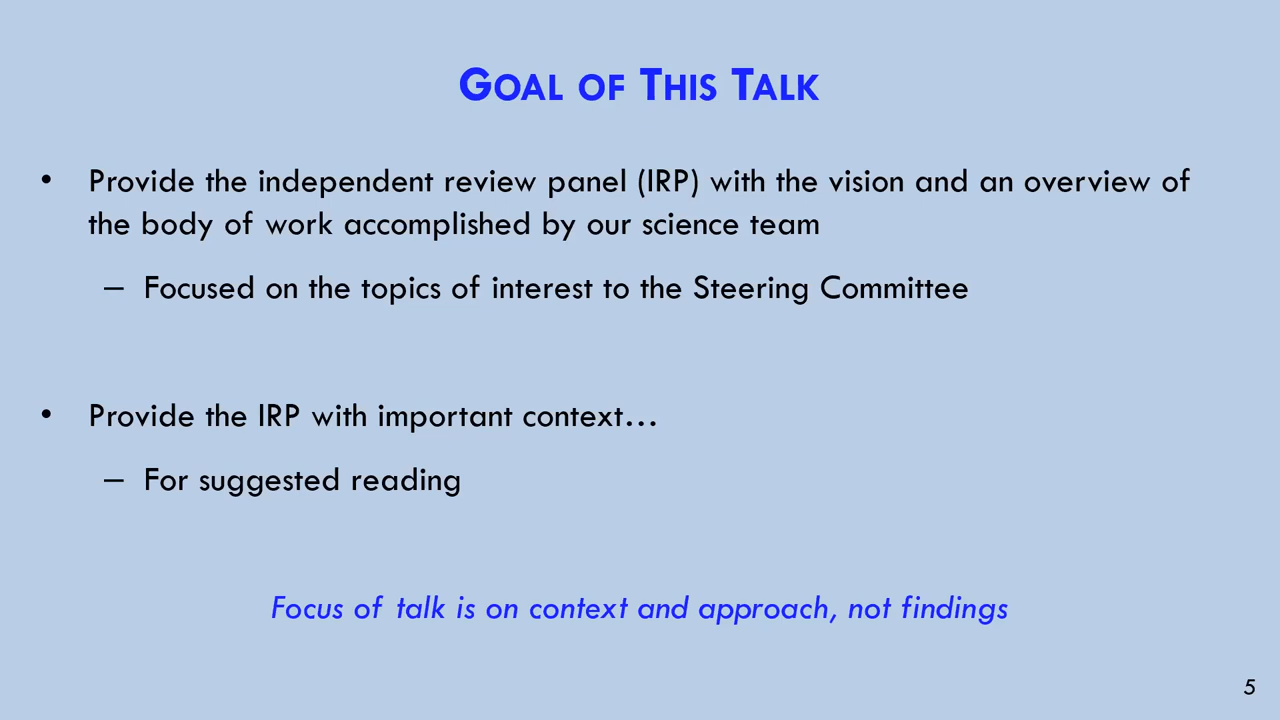 Goal of This Talk
• Provide the independent review panel (IRP) with the vision and an overview of
the body of work accomplished by our science team
– Focused on the topics of interest to the Steering Committee
• Provide the IRP with important context…
– For suggested reading
Focus of talk is on context and approach, not findings
5